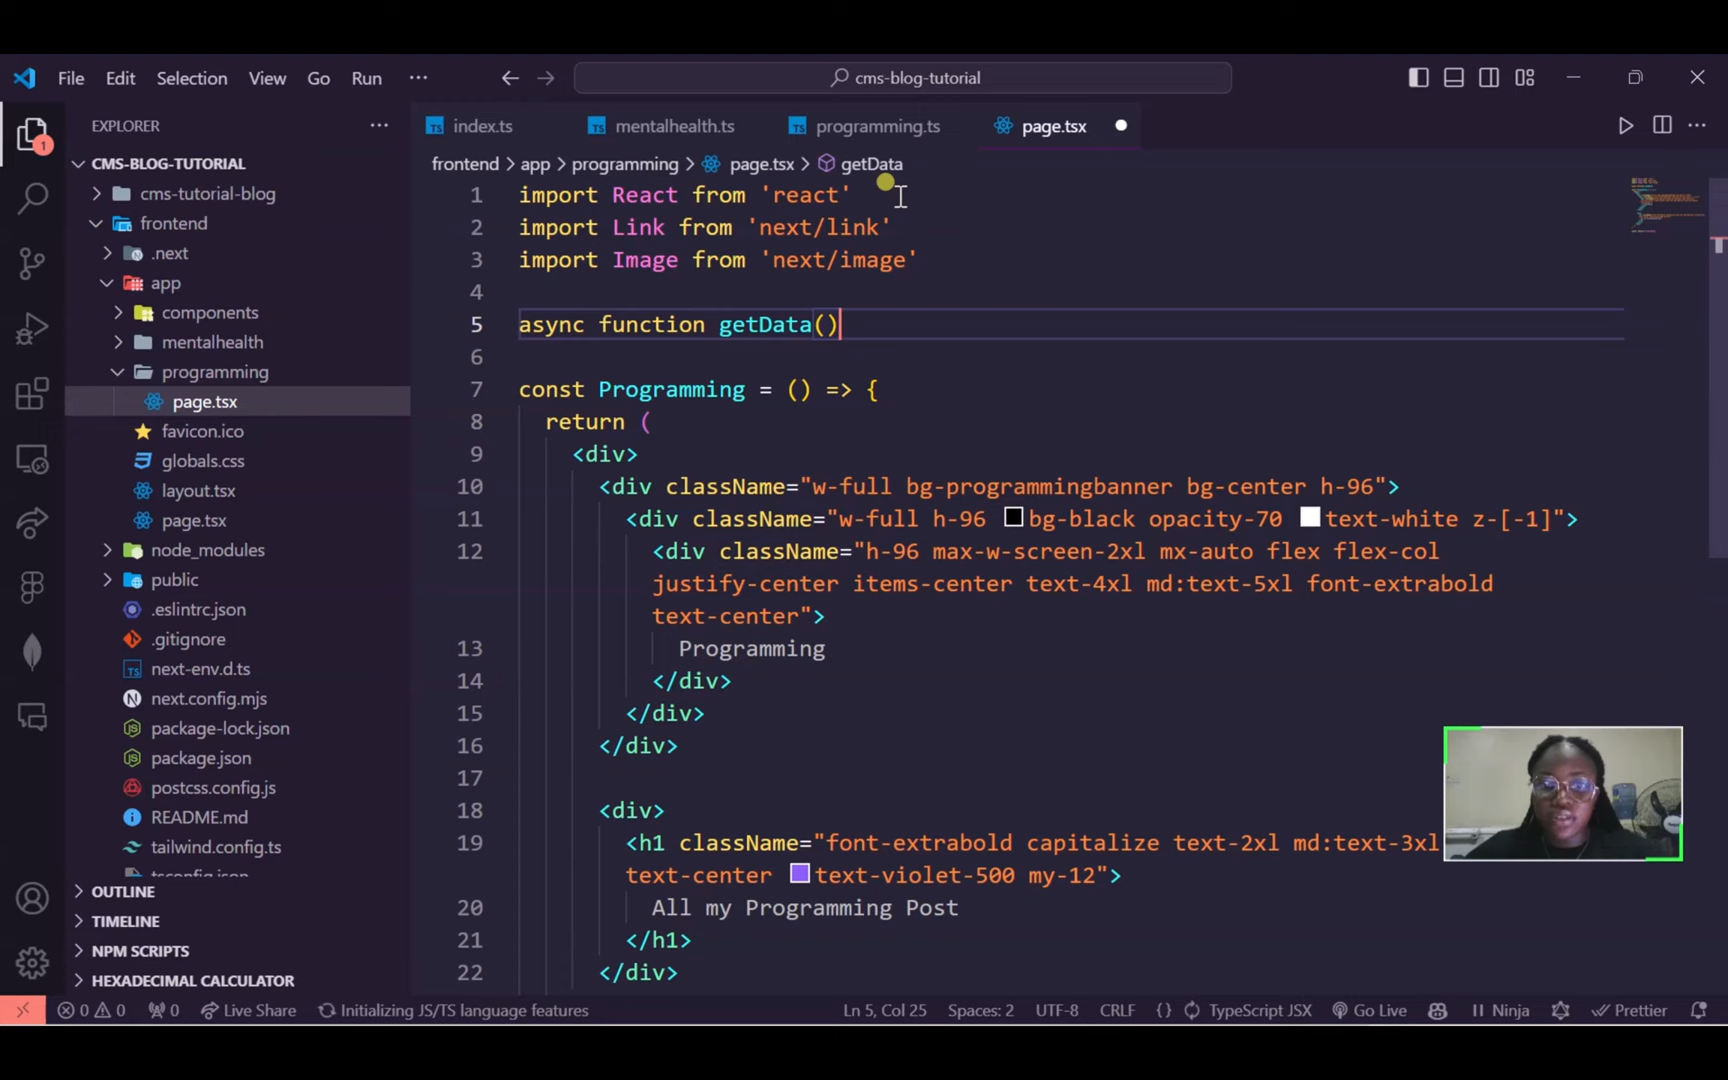 File Edit Selection View Go Run ··· cms-blog-tutorial
EXPLORER ···
index.ts mentalhealth.ts programming.ts page.tsx
CMS-BLOG-TUTORIAL
cms-tutorial-blog
frontend
.next
app
components
mentalhealth
programming
page.tsx
favicon.ico
globals.css
layout.tsx
page.tsx
node_modules
public
.eslintrc.json
.gitignore
next-env.d.ts
next.config.mjs
package-lock.json
package.json
postcss.config.js
README.md
tailwind.config.ts
tsconfig.json
OUTLINE
TIMELINE
NPM SCRIPTS
HEXADECIMAL CALCULATOR
frontend > app > programming > page.tsx > getData
1 import React from 'react'
2 import Link from 'next/link'
3 import Image from 'next/image'
4
5 async function getData()
6
7 const Programming = () => {
8 return (
9 <div>
10 <div className="w-full bg-programmingbanner bg-center h-96">
11 <div className="w-full h-96 bg-black opacity-70 text-white z-[-1]">
12 <div className="h-96 max-w-screen-2xl mx-auto flex flex-col
justify-center items-center text-4xl md:text-5xl font-extrabold
text-center">
13 Programming
14 </div>
15 </div>
16 </div>
17
18 <div>
19 <h1 className="font-extrabold capitalize text-2xl md:text-3xl
text-center text-violet-500 my-12">
20 All my Programming Post
21 </h1>
22 </div>
0 0 0 Live Share Initializing JS/TS language features Ln 5, Col 25 Spaces: 2 UTF-8 CRLF {} TypeScript JSX Go Live Ninja Prettier
1